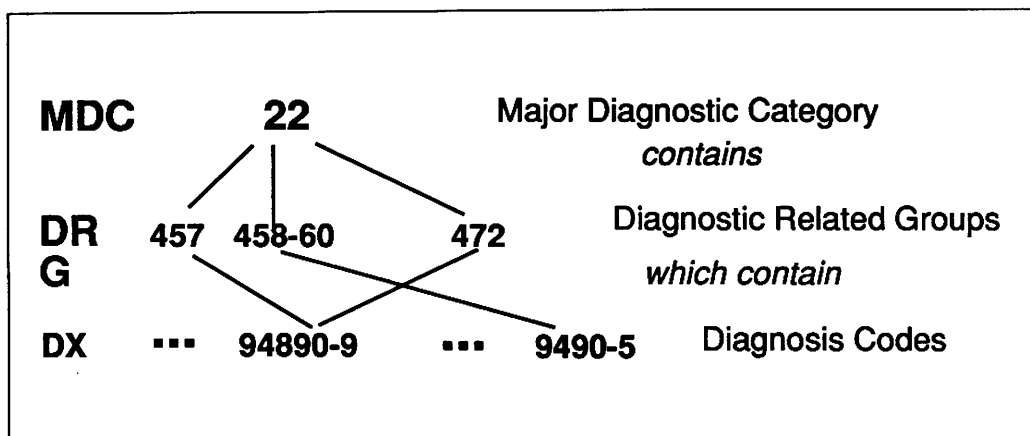 MDC 22 Major Diagnostic Category
contains
DR 457 458-60 472 Diagnostic Related Groups
G which contain
DX ... 94890-9 ... 9490-5 Diagnosis Codes